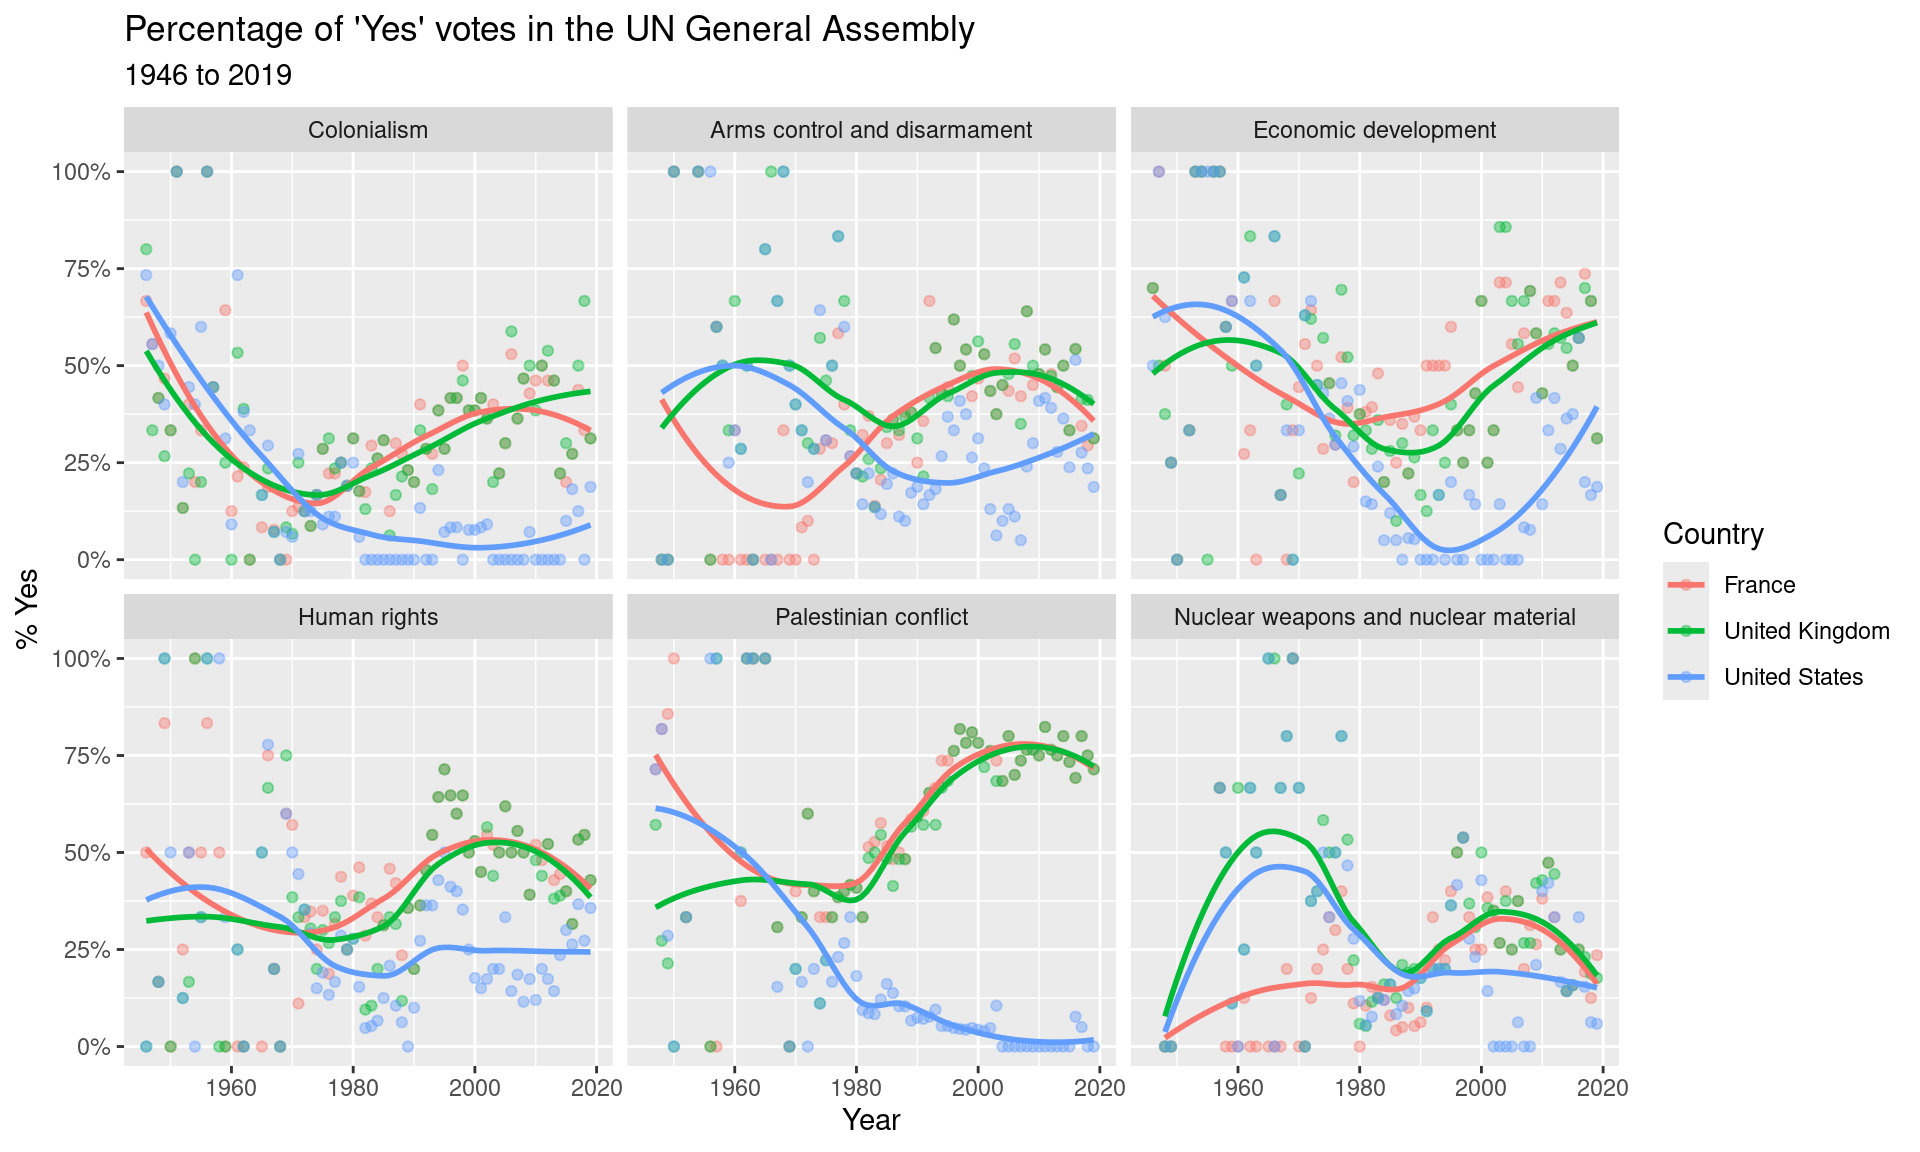 Percentage of 'Yes' votes in the UN General Assembly
1946 to 2019
Colonialism
Arms control and disarmament
Economic development
100%
75%
50%
25%
0%
Human rights
Palestinian conflict
Nuclear weapons and nuclear material
100%
75%
50%
25%
0%
1960 1980 2000 2020
1960 1980 2000 2020
1960 1980 2000 2020
% Yes
Year
Country
France
United Kingdom
United States